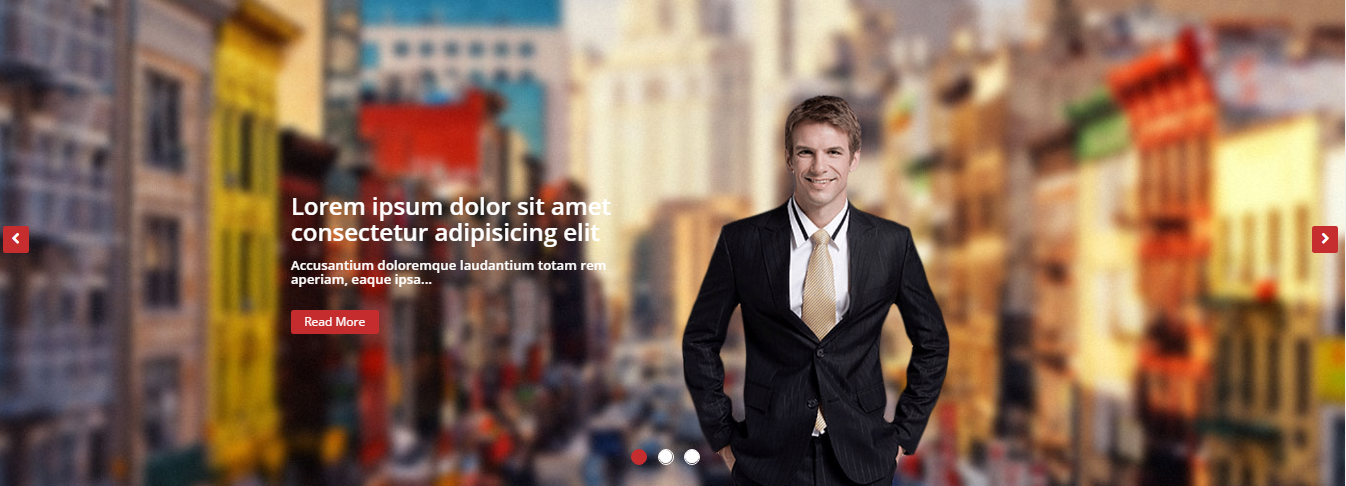 Lorem ipsum dolor sit amet
consectetur adipisicing elit
Accusantium doloremque laudantium totam rem
aperiam, eaque ipsa...
Read More